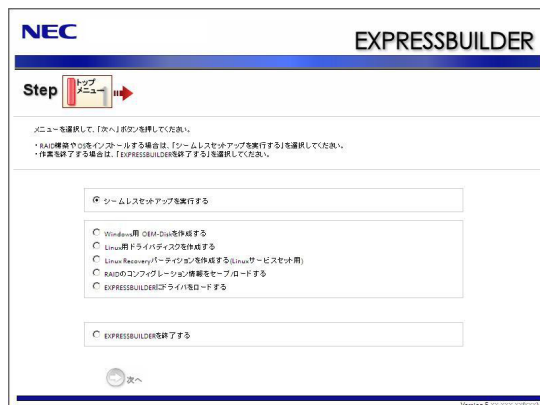 NEC
EXPRESSBUILDER
Step
トップ
メニュー
メニューを選択して、「次へ」ボタンを押してください。
・RAID構築やOSをインストールする場合は、「シームレスセットアップを実行する」を選択してください。
・作業を終了する場合は、「EXPRESSBUILDERを終了する」を選択してください。
シームレスセットアップを実行する
Windows用 OEM-Diskを作成する
Linux用ドライバディスクを作成する
Linux Recoveryパーティションを作成する(Linuxサービスセット用)
RAIDのコンフィグレーション情報をセーブ/ロードする
EXPRESSBUILDERにドライバをロードする
EXPRESSBUILDERを終了する
次へ
Version 5